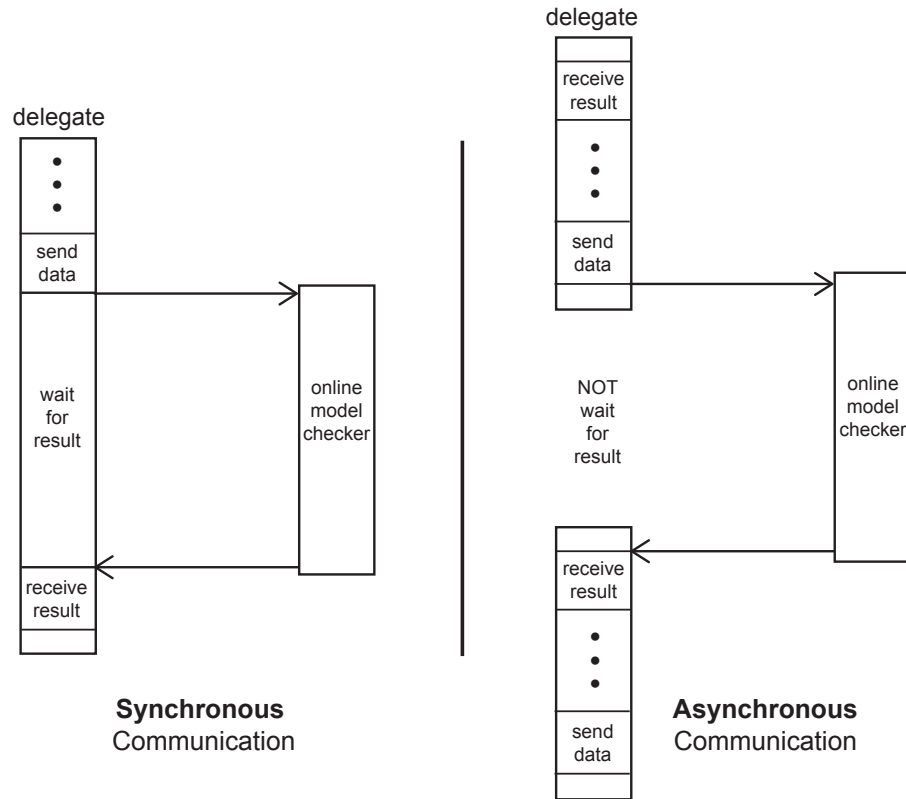 delegate
send
data
wait
for
result
receive
result
online
model
checker
Synchronous
Communication
delegate
receive
result
send
data
NOT
wait
for
result
receive
result
send
data
online
model
checker
Asynchronous
Communication